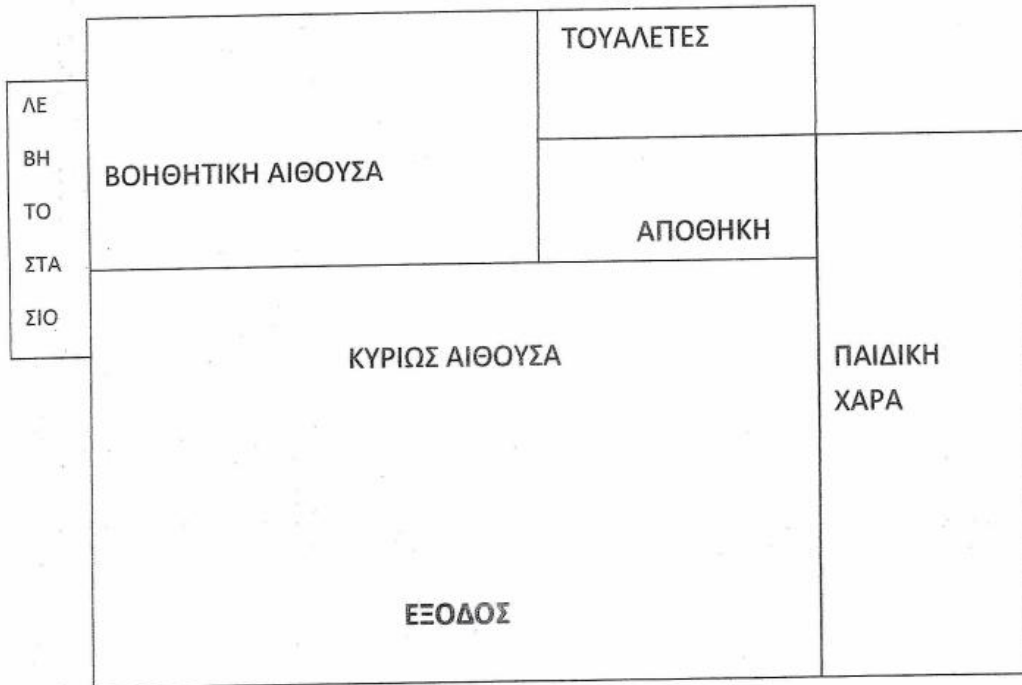 ΤΟΥΑΛΕΤΕΣ
ΛΕ
ΒΗ
ΤΟ
ΣΤΑ
ΣΙΟ
ΒΟΗΘΗΤΙΚΗ ΑΙΘΟΥΣΑ
ΑΠΟΘΗΚΗ
ΚΥΡΙΩΣ ΑΙΘΟΥΣΑ
ΠΑΙΔΙΚΗ
ΧΑΡΑ
ΕΞΟΔΟΣ